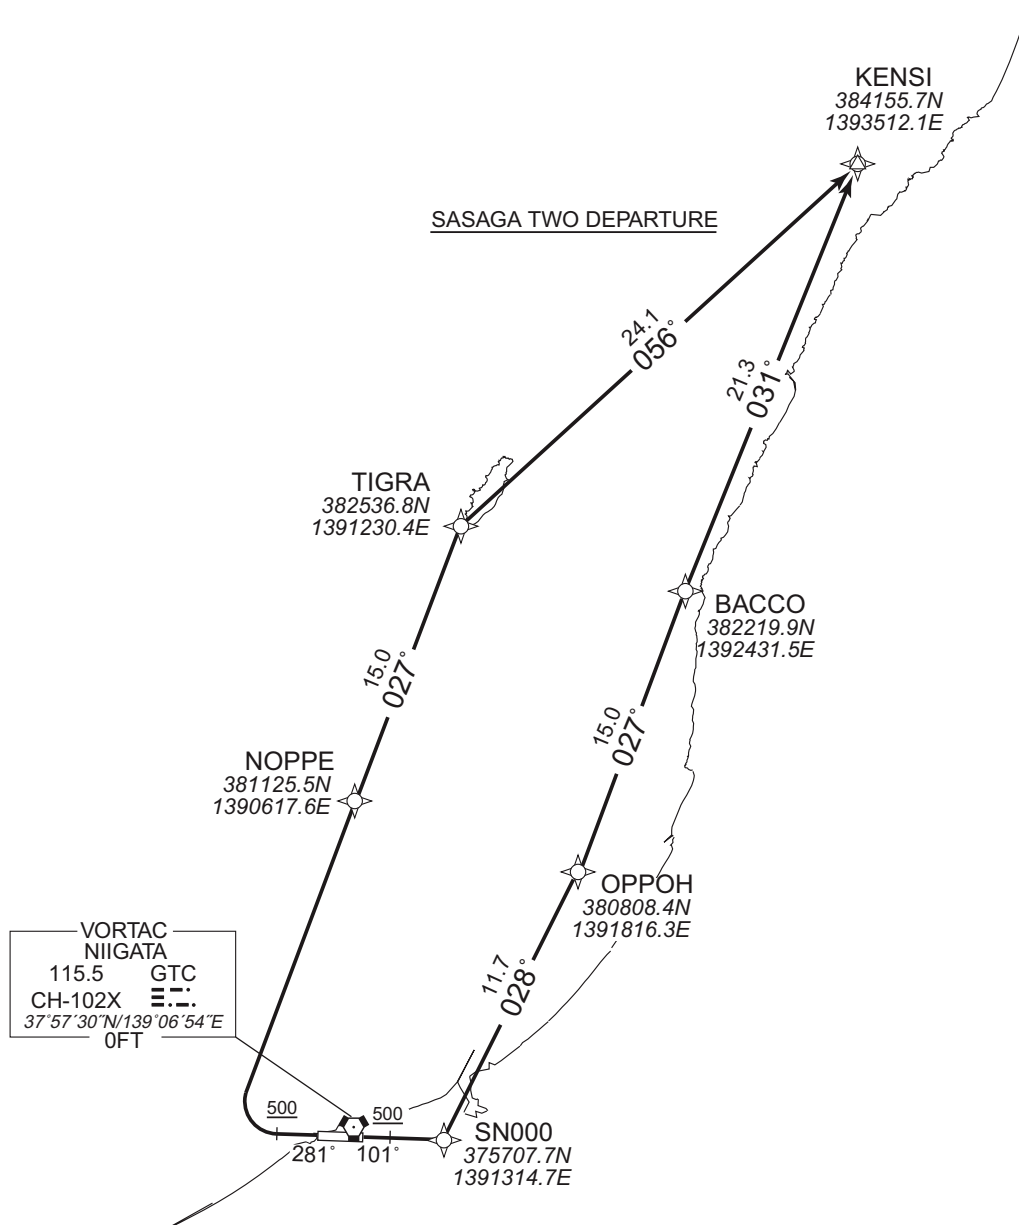 KENSI
384155.7N
1393512.1E
SASAGA TWO DEPARTURE
24.1
056°
21.3
031°
TIGRA
382536.8N
1391230.4E
BACCO
382219.9N
1392431.5E
15.0
027°
15.0
027°
NOPPE
381125.5N
1390617.6E
OPPOH
380808.4N
1391816.3E
VORTAC
NIIGATA
115.5 GTC
CH-102X
37°57´30˝N/139°06´54˝E
0FT
11.7
028°
500
500
281°
101°
SN000
375707.7N
1391314.7E